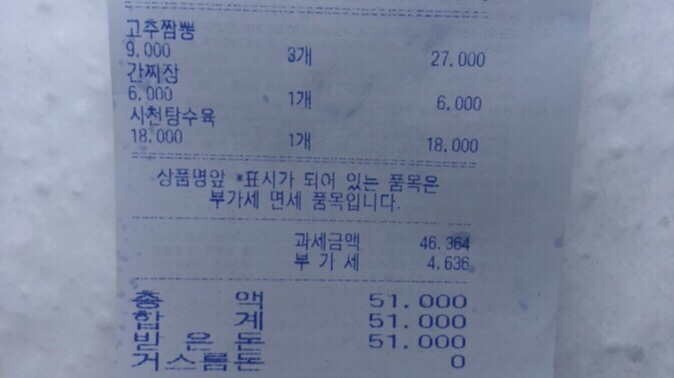 고추짬뽕
9,000 3개 27,000
간짜장
6,000 1개 6,000
사천탕수육
18,000 1개 18,000
상품명앞 *표시가 되어 있는 품목은
부가세 면세 품목입니다.
과세금액 46.364
부 가 세 4.636
총 액 51.000
합 계 51.000
받 은 돈 51.000
거스름돈 0